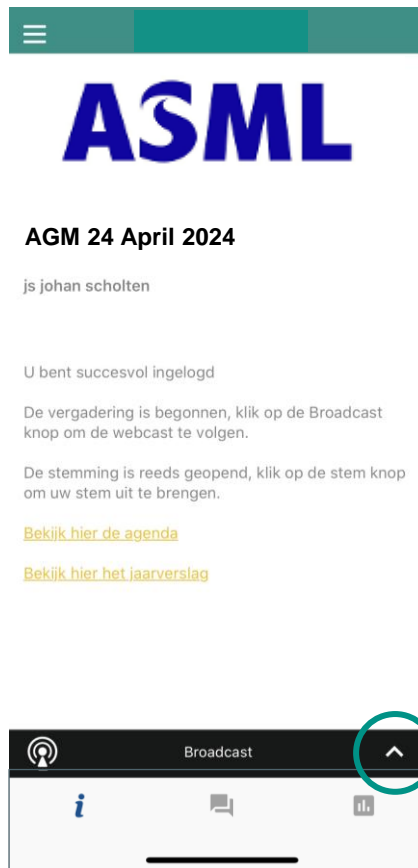 ASML
AGM 24 April 2024
js johan scholten
U bent succesvol ingelogd
De vergadering is begonnen, klik op de Broadcast
knop om de webcast te volgen.
De stemming is reeds geopend, klik op de stem knop
om uw stem uit te brengen.
Bekijk hier de agenda
Bekijk hier het jaarverslag
Broadcast
i